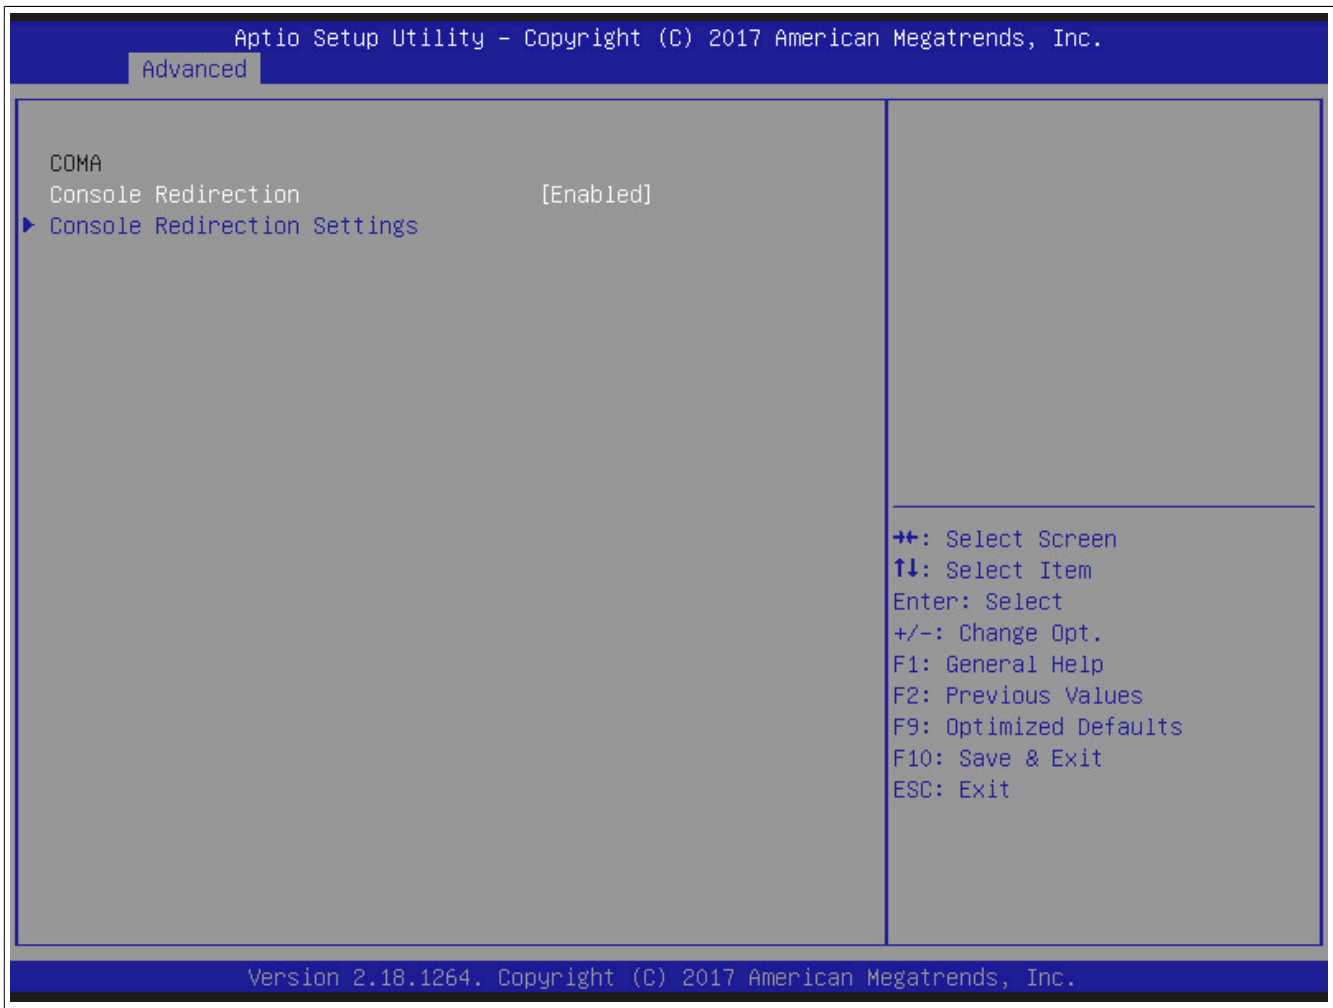 Aptio Setup Utility – Copyright (C) 2017 American Megatrends, Inc.
Advanced
COMA
Console Redirection [Enabled]
▶ Console Redirection Settings
→←: Select Screen
↑↓: Select Item
Enter: Select
+/-: Change Opt.
F1: General Help
F2: Previous Values
F9: Optimized Defaults
F10: Save & Exit
ESC: Exit
Version 2.18.1264. Copyright (C) 2017 American Megatrends, Inc.